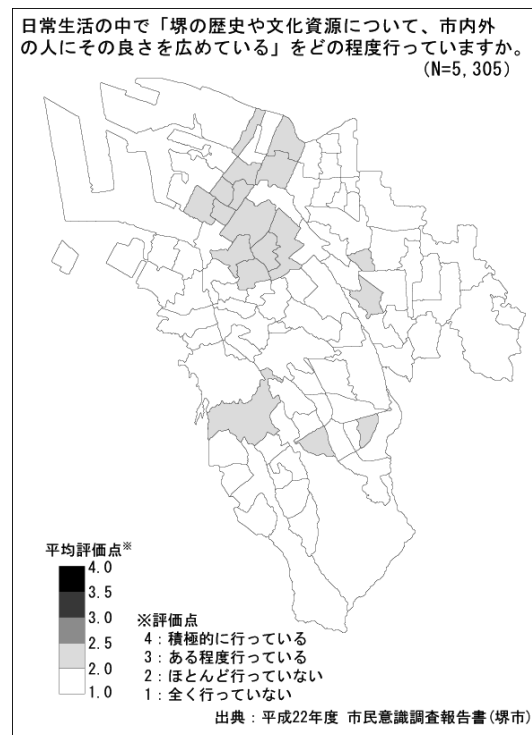 日常生活の中で「堺の歴史や文化資源について、市内外
の人にその良さを広めている」をどの程度行っていますか。
(N=5,305)
平均評価点※
4.0
3.5
3.0
2.5
2.0
1.0
※評価点
4：積極的に行っている
3：ある程度行っている
2：ほとんど行っていない
1：全く行っていない
出典：平成22年度 市民意識調査報告書(堺市)